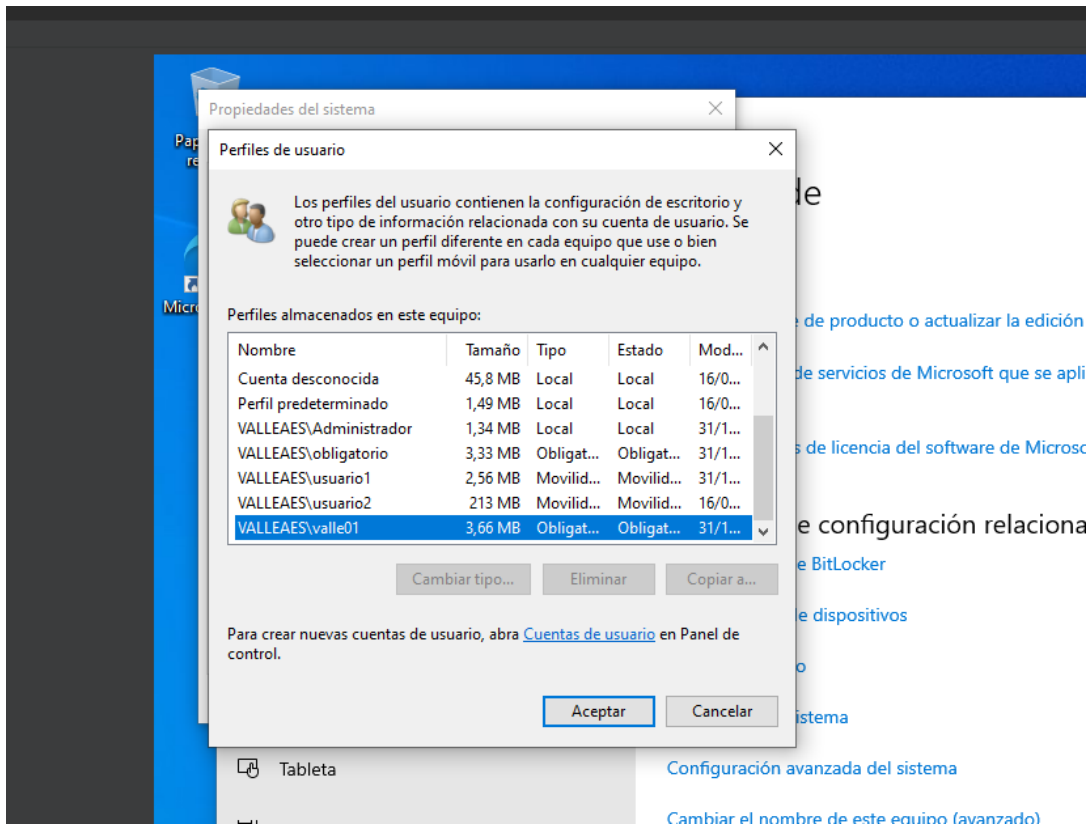 Propiedades del sistema
Perfiles de usuario
Los perfiles del usuario contienen la configuración de escritorio y
otro tipo de información relacionada con su cuenta de usuario. Se
puede crear un perfil diferente en cada equipo que use o bien
seleccionar un perfil móvil para usarlo en cualquier equipo.
Perfiles almacenados en este equipo:
Nombre Tamaño Tipo Estado Mod...
Cuenta desconocida 45,8 MB Local Local 16/0...
Perfil predeterminado 1,49 MB Local Local 16/0...
VALLEAES\Administrador 1,34 MB Local Local 31/1...
VALLEAES\obligatorio 3,33 MB Obligat... Obligat... 31/1...
VALLEAES\usuario1 2,56 MB Movilid... Movilid... 31/1...
VALLEAES\usuario2 213 MB Movilid... Movilid... 16/0...
VALLEAES\valle01 3,66 MB Obligat... Obligat... 31/1...
Cambiar tipo... Eliminar Copiar a...
Para crear nuevas cuentas de usuario, abra Cuentas de usuario en Panel de
control.
Aceptar Cancelar
Pap
re
Micr
de
de producto o actualizar la edición
de servicios de Microsoft que se apli
s de licencia del software de Microso
e configuración relaciona
e BitLocker
de dispositivos
o
istema
Tableta
Configuración avanzada del sistema
Cambiar el nombre de este equipo (avanzado)